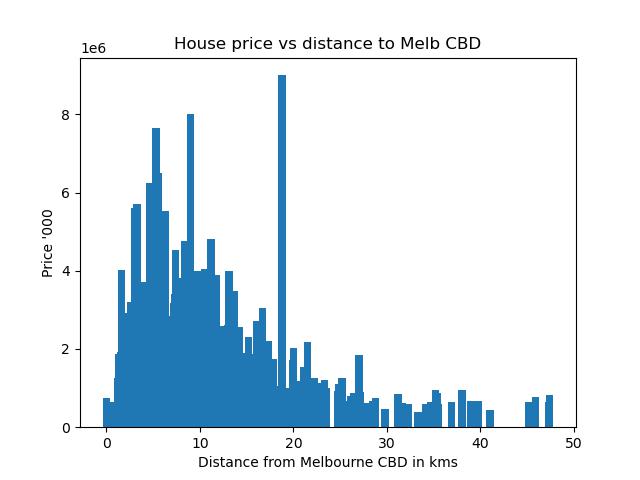 House price vs distance to Melb CBD
1e6
8
6
4
2
0
Price '000
0 10 20 30 40 50
Distance from Melbourne CBD in kms